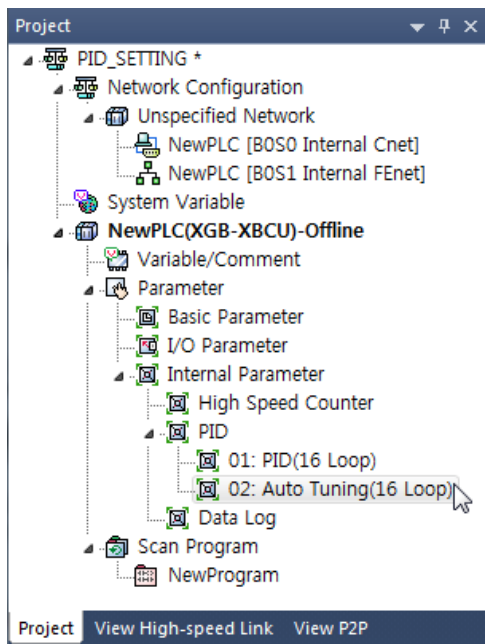 Project
PID_SETTING *
Network Configuration
Unspecified Network
NewPLC [B0S0 Internal Cnet]
NewPLC [B0S1 Internal FEnet]
System Variable
NewPLC(XGB-XBCU)-Offline
Variable/Comment
Parameter
Basic Parameter
I/O Parameter
Internal Parameter
High Speed Counter
PID
01: PID(16 Loop)
02: Auto Tuning(16 Loop)
Data Log
Scan Program
NewProgram
Project View High-speed Link View P2P